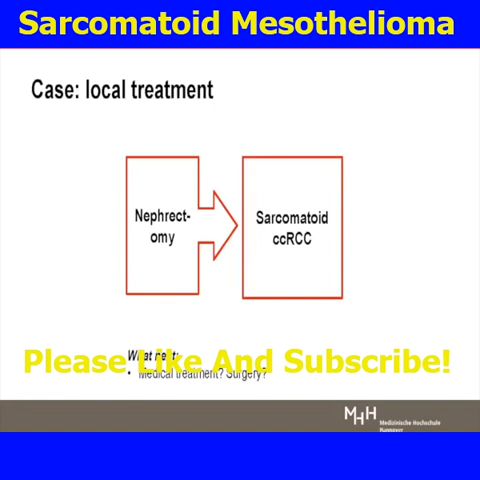 Sarcomatoid Mesothelioma
Case: local treatment
Nephrect-
omy
Sarcomatoid
ccRCC
What next:
Please Like And Subscribe!
• Medical treatment? Surgery?
MHH
Medizinische Hochschule
Hannover